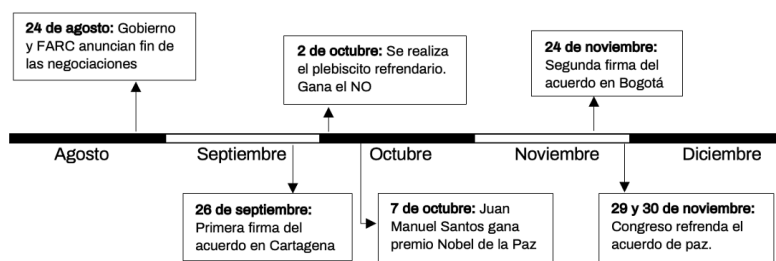 24 de agosto: Gobierno
y FARC anuncian fin de
las negociaciones
2 de octubre: Se realiza
el plebiscito refrendario.
Gana el NO
24 de noviembre:
Segunda firma del
acuerdo en Bogotá
Agosto
Septiembre
Octubre
Noviembre
Diciembre
26 de septiembre:
Primera firma del
acuerdo en Cartagena
7 de octubre: Juan
Manuel Santos gana
premio Nobel de la Paz
29 y 30 de noviembre:
Congreso refrenda el
acuerdo de paz.